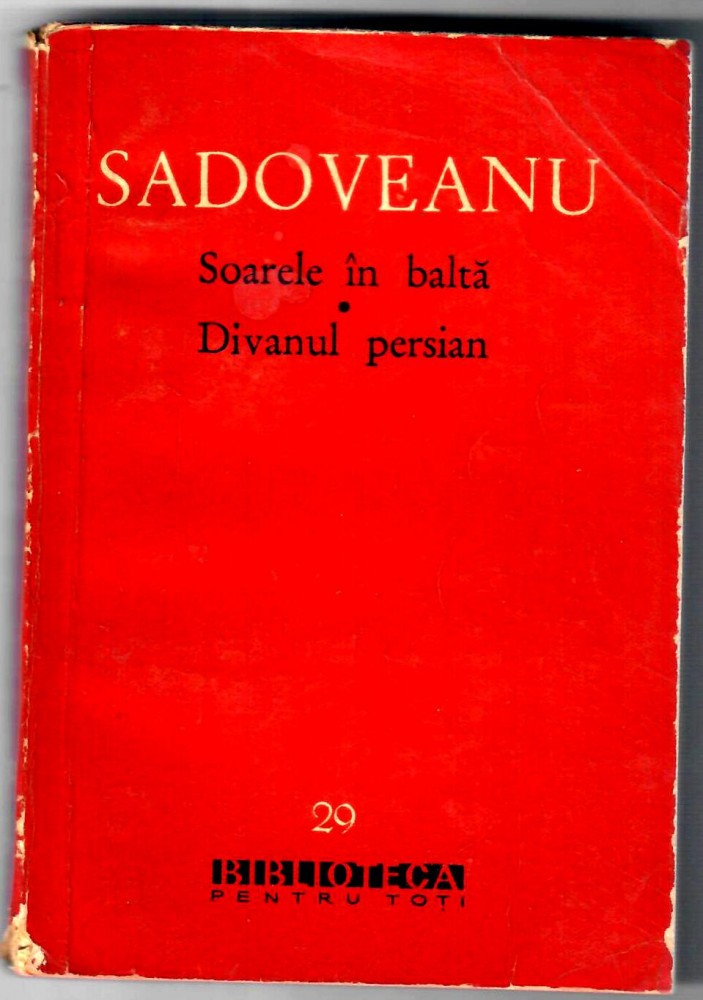 SADOVEANU
Soarele în baltă
•
Divanul persian
29
BIBLIOTECA
PENTRU TOȚI